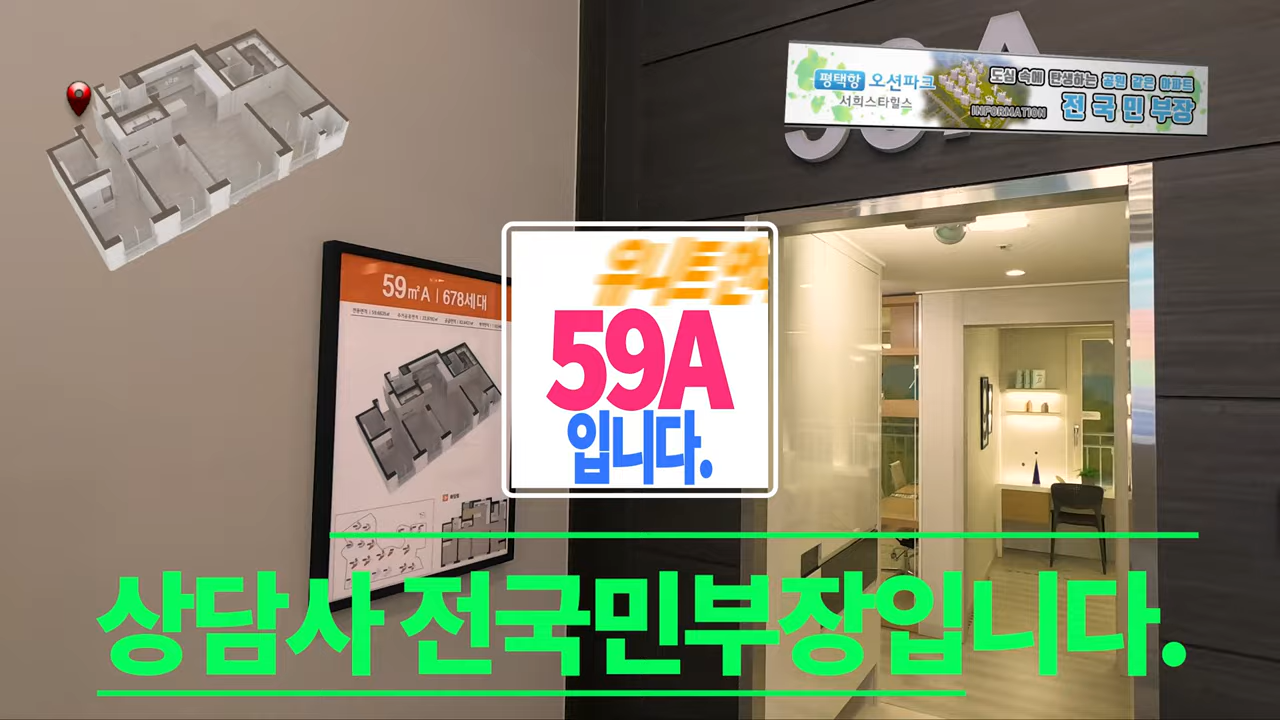 평택항 오션파크
서희스타힐스
도심 속에 탄생하는 공원 같은 아파트
INFORMATION
전국민 부장
59㎡A | 678세대
59A
입니다.
상담사 전국민부장입니다.